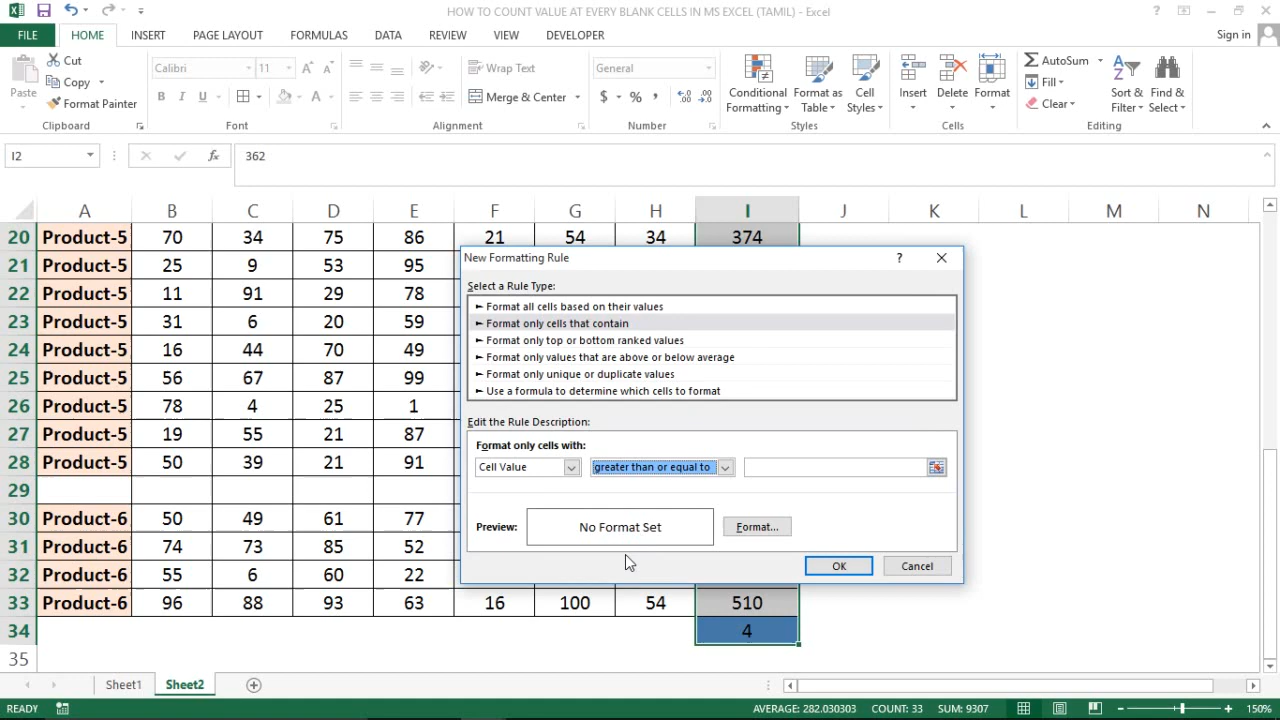 HOW TO COUNT VALUE AT EVERY BLANK CELLS IN MS EXCEL (TAMIL) - Excel
FILE HOME INSERT PAGE LAYOUT FORMULAS DATA REVIEW VIEW DEVELOPER Sign in
Paste
Cut
Copy
Format Painter
Clipboard
Calibri 11
B I U
Font
Wrap Text
Merge & Center
Alignment
General
$ % ,
Number
Conditional Formatting
Format as Table
Cell Styles
Styles
Insert Delete Format
Cells
AutoSum
Fill
Clear
Sort & Filter
Find & Select
Editing
I2 fx 362
A B C D E F G H I J K L M N
20 Product-5 70 34 75 86 21 54 34 374
21 Product-5 25 9 53 95
22 Product-5 11 91 29 78
23 Product-5 31 6 20 59
24 Product-5 16 44 70 49
25 Product-5 56 67 87 99
26 Product-5 78 4 25 1
27 Product-5 19 55 21 87
28 Product-5 50 39 21 91
29
30 Product-6 50 49 61 77
31 Product-6 74 73 85 52
32 Product-6 55 6 60 22
33 Product-6 96 88 93 63 16 100 54 510
34 4
35
New Formatting Rule ?
Select a Rule Type:
► Format all cells based on their values
► Format only cells that contain
► Format only top or bottom ranked values
► Format only values that are above or below average
► Format only unique or duplicate values
► Use a formula to determine which cells to format
Edit the Rule Description:
Format only cells with:
Cell Value greater than or equal to
Preview: No Format Set Format...
OK Cancel
Sheet1 Sheet2
READY AVERAGE: 282.030303 COUNT: 33 SUM: 9307 150%